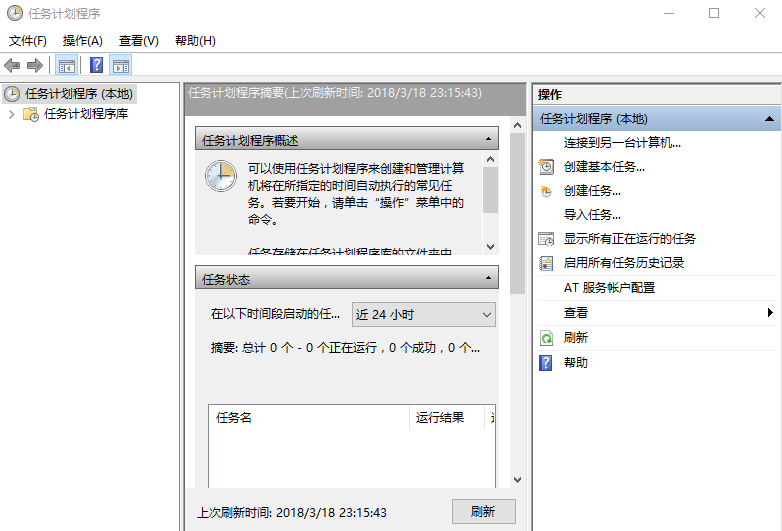 任务计划程序
文件(F) 操作(A) 查看(V) 帮助(H)
任务计划程序 (本地)
任务计划程序库
任务计划程序摘要(上次刷新时间: 2018/3/18 23:15:43)
任务计划程序概述
可以使用任务计划程序来创建和管理计算
机将在所指定的时间自动执行的常见任
务。若要开始，请单击“操作”菜单中的
命令。
任务存储在任务计划程序库的文件夹中
任务状态
在以下时间段启动的任... 近 24 小时
摘要: 总计 0 个 - 0 个正在运行，0 个成功，0 个...
任务名 运行结果
上次刷新时间: 2018/3/18 23:15:43 刷新
操作
任务计划程序 (本地)
连接到另一台计算机...
创建基本任务...
创建任务...
导入任务...
显示所有正在运行的任务
启用所有任务历史记录
AT 服务帐户配置
查看
刷新
帮助